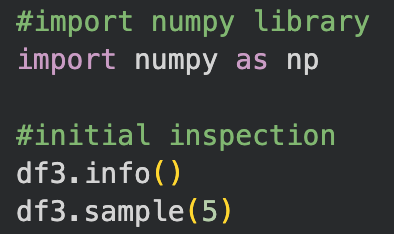 #import numpy library
import numpy as np
#initial inspection
df3.info()
df3.sample(5)